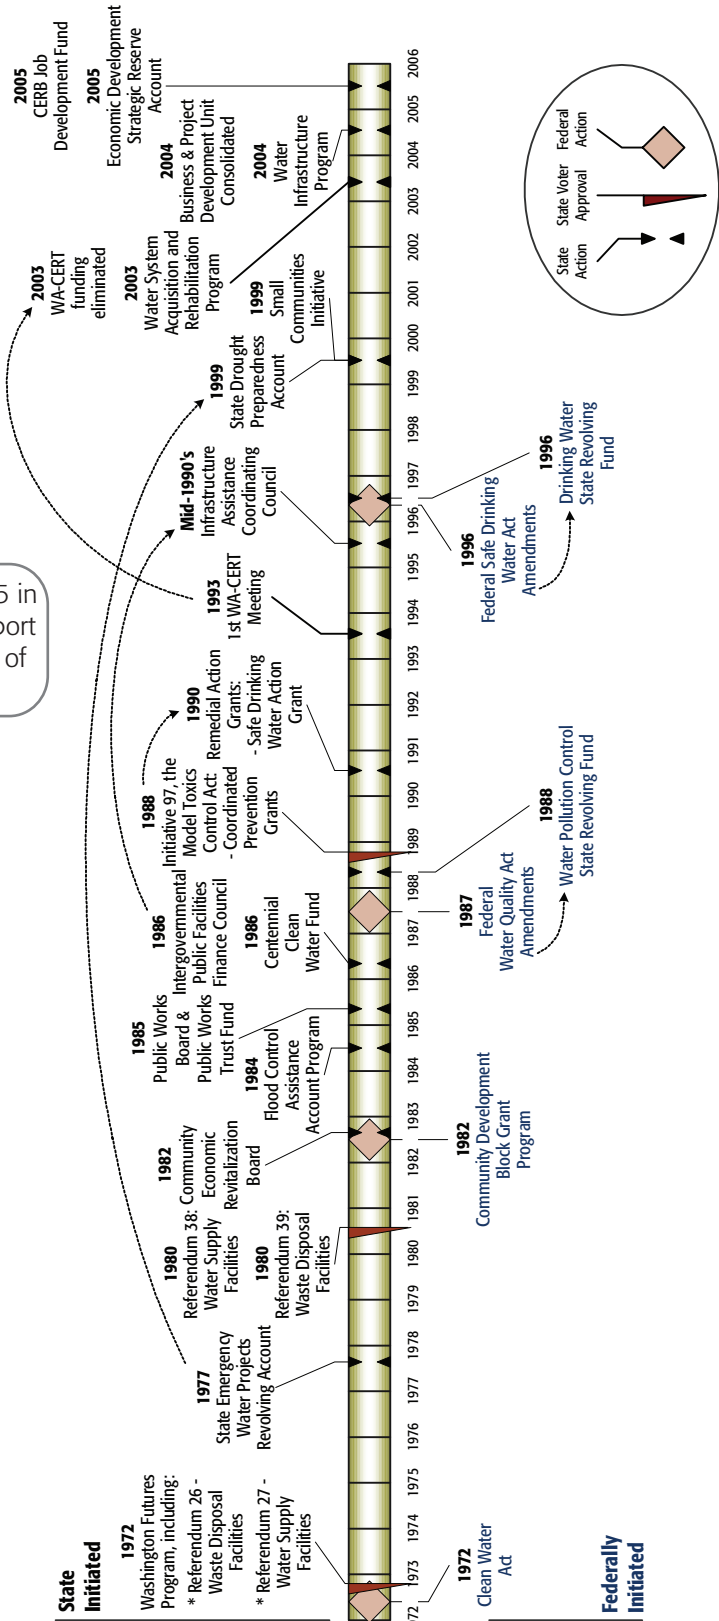 State
Initiated
1972
Washington Futures
Program, including:
* Referendum 26 -
Waste Disposal
Facilities
* Referendum 27 -
Water Supply
Facilities
1977
State Emergency
Water Projects
Revolving Account
1980
Referendum 38:
Water Supply
Facilities
1980
Referendum 39:
Waste Disposal
Facilities
1982
Community
Economic
Revitalization
Board
1984
Flood Control
Assistance
Account Program
1985
Public Works
Board &
Public Works
Trust Fund
1986
Intergovernmental
Public Facilities
Finance Council
1986
Centennial
Clean
Water Fund
1988
Initiative 97, the
Model Toxics
Control Act:
- Coordinated
Prevention
Grants
1990
Remedial Action
Grants:
- Safe Drinking
Water Action
Grant
1993
1st WA-CERT
Meeting
Mid-1990's
Infrastructure
Assistance
Coordinating
Council
1999
State Drought
Preparedness
Account
1999
Small
Communities
Initiative
2003
WA-CERT
funding
eliminated
2003
Water System
Acquisition and
Rehabilitation
Program
2004
Business & Project
Development Unit
Consolidated
2004
Water
Infrastructure
Program
2005
CERB Job
Development Fund
2005
Economic Development
Strategic Reserve
Account
72 1973 1974 1975 1976 1977 1978 1979 1980 1981 1982 1983 1984 1985 1986 1987 1988 1989 1990 1991 1992 1993 1994 1995 1996 1997 1998 1999 2000 2001 2002 2003 2004 2005 2006
Federally
Initiated
1972
Clean Water
Act
1982
Community Development
Block Grant
Program
1987
Federal
Water Quality Act
Amendments
1988
Water Pollution Control
State Revolving Fund
1996
Federal Safe Drinking
Water Act
Amendments
1996
Drinking Water
State Revolving
Fund
State
Action
State Voter
Approval
Federal
Action
5 in
port
of